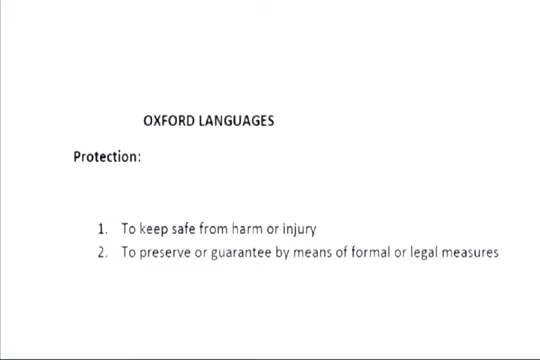 OXFORD LANGUAGES
Protection:
1. To keep safe from harm or injury
2. To preserve or guarantee by means of formal or legal measures